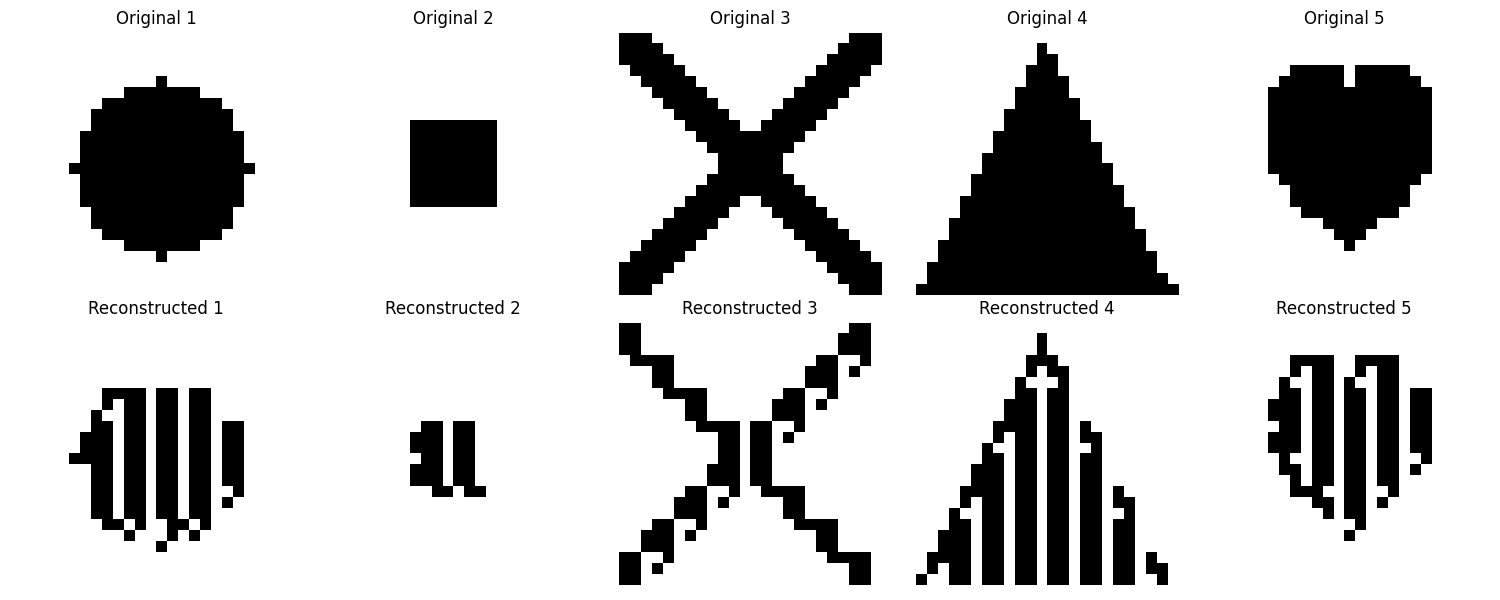 Original 1
Original 2
Original 3
Original 4
Original 5
Reconstructed 1
Reconstructed 2
Reconstructed 3
Reconstructed 4
Reconstructed 5